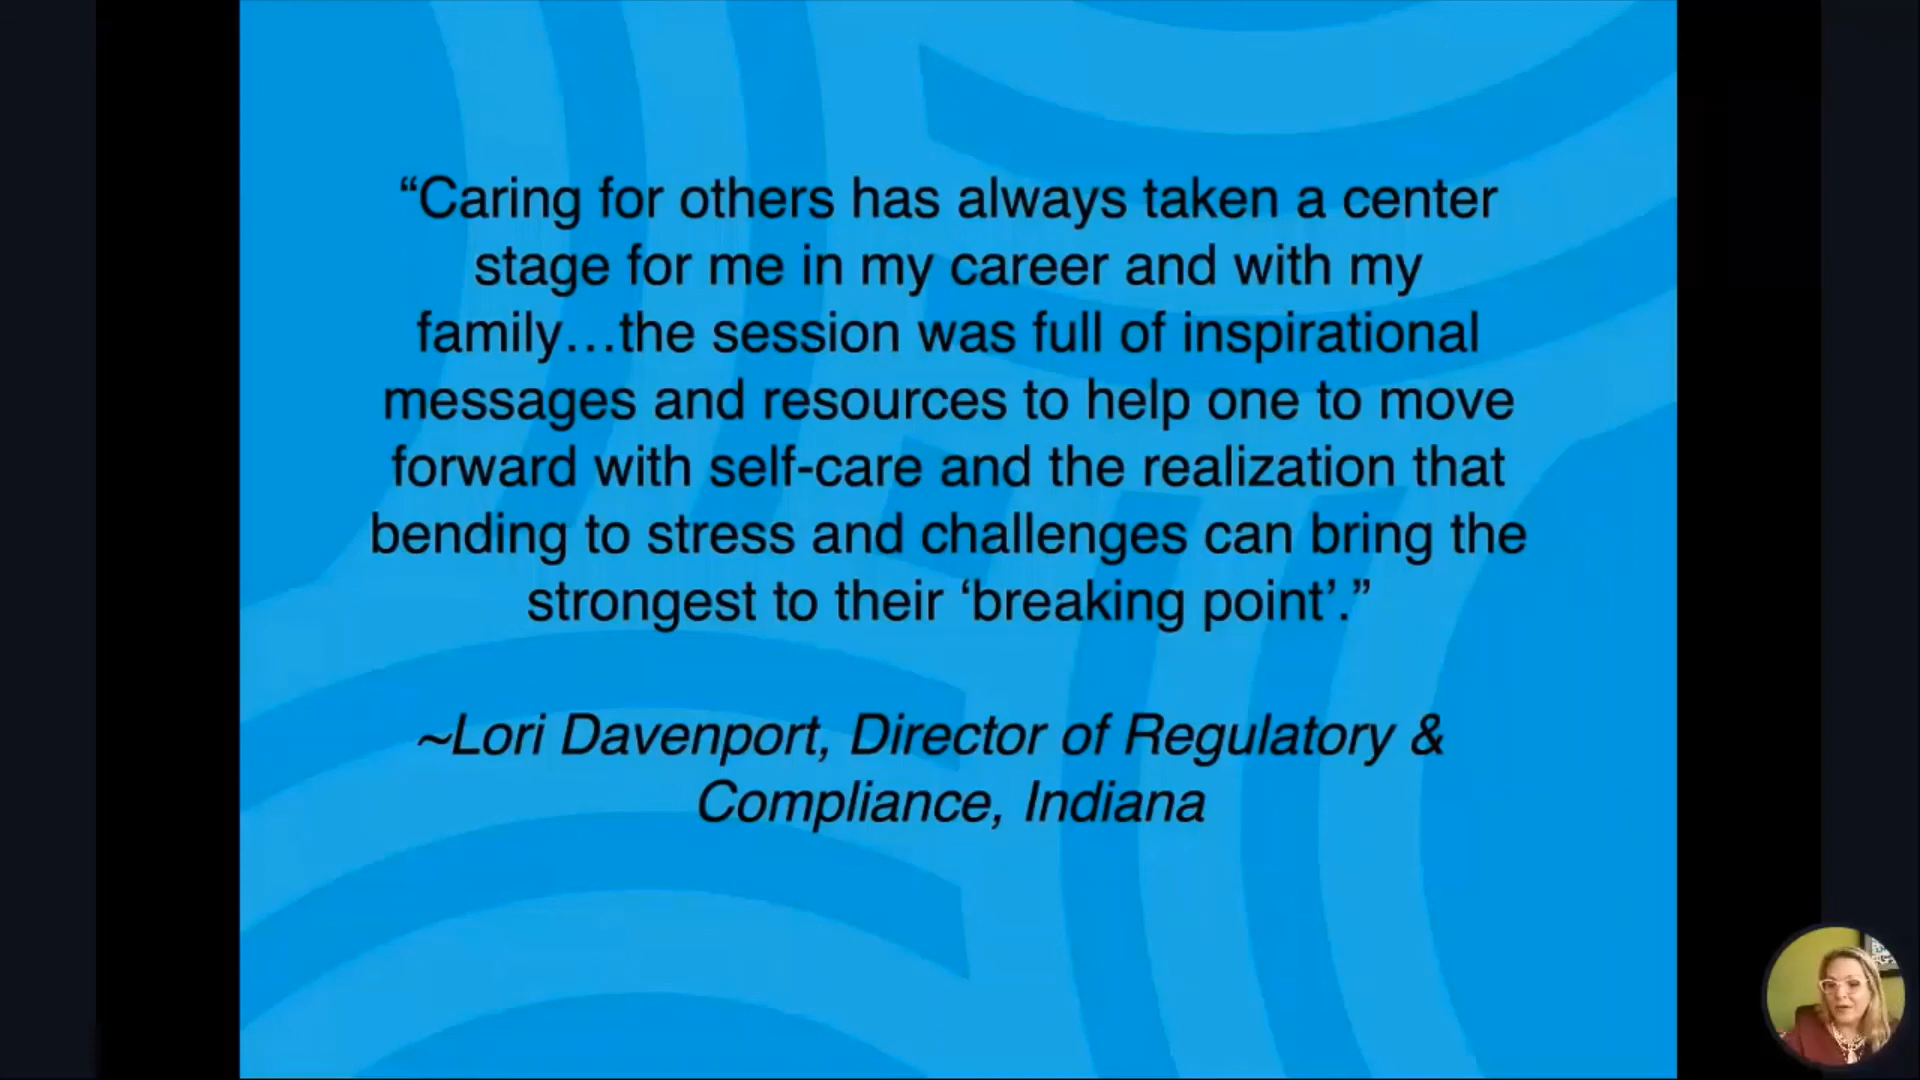 “Caring for others has always taken a center
stage for me in my career and with my
family…the session was full of inspirational
messages and resources to help one to move
forward with self-care and the realization that
bending to stress and challenges can bring the
strongest to their ‘breaking point’.”
~Lori Davenport, Director of Regulatory &
Compliance, Indiana